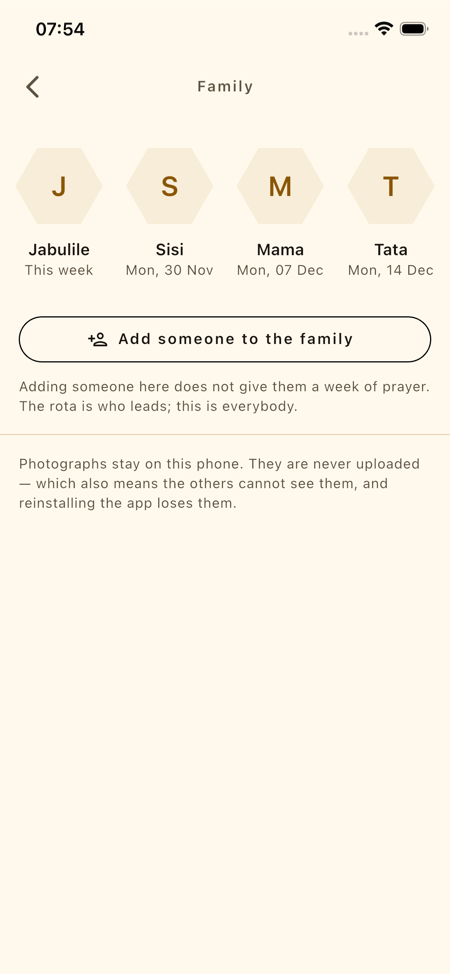 07:54
Family
J S M T
Jabulile Sisi Mama Tata
This week Mon, 30 Nov Mon, 07 Dec Mon, 14 Dec
Add someone to the family
Adding someone here does not give them a week of prayer.
The rota is who leads; this is everybody.
Photographs stay on this phone. They are never uploaded
— which also means the others cannot see them, and
reinstalling the app loses them.